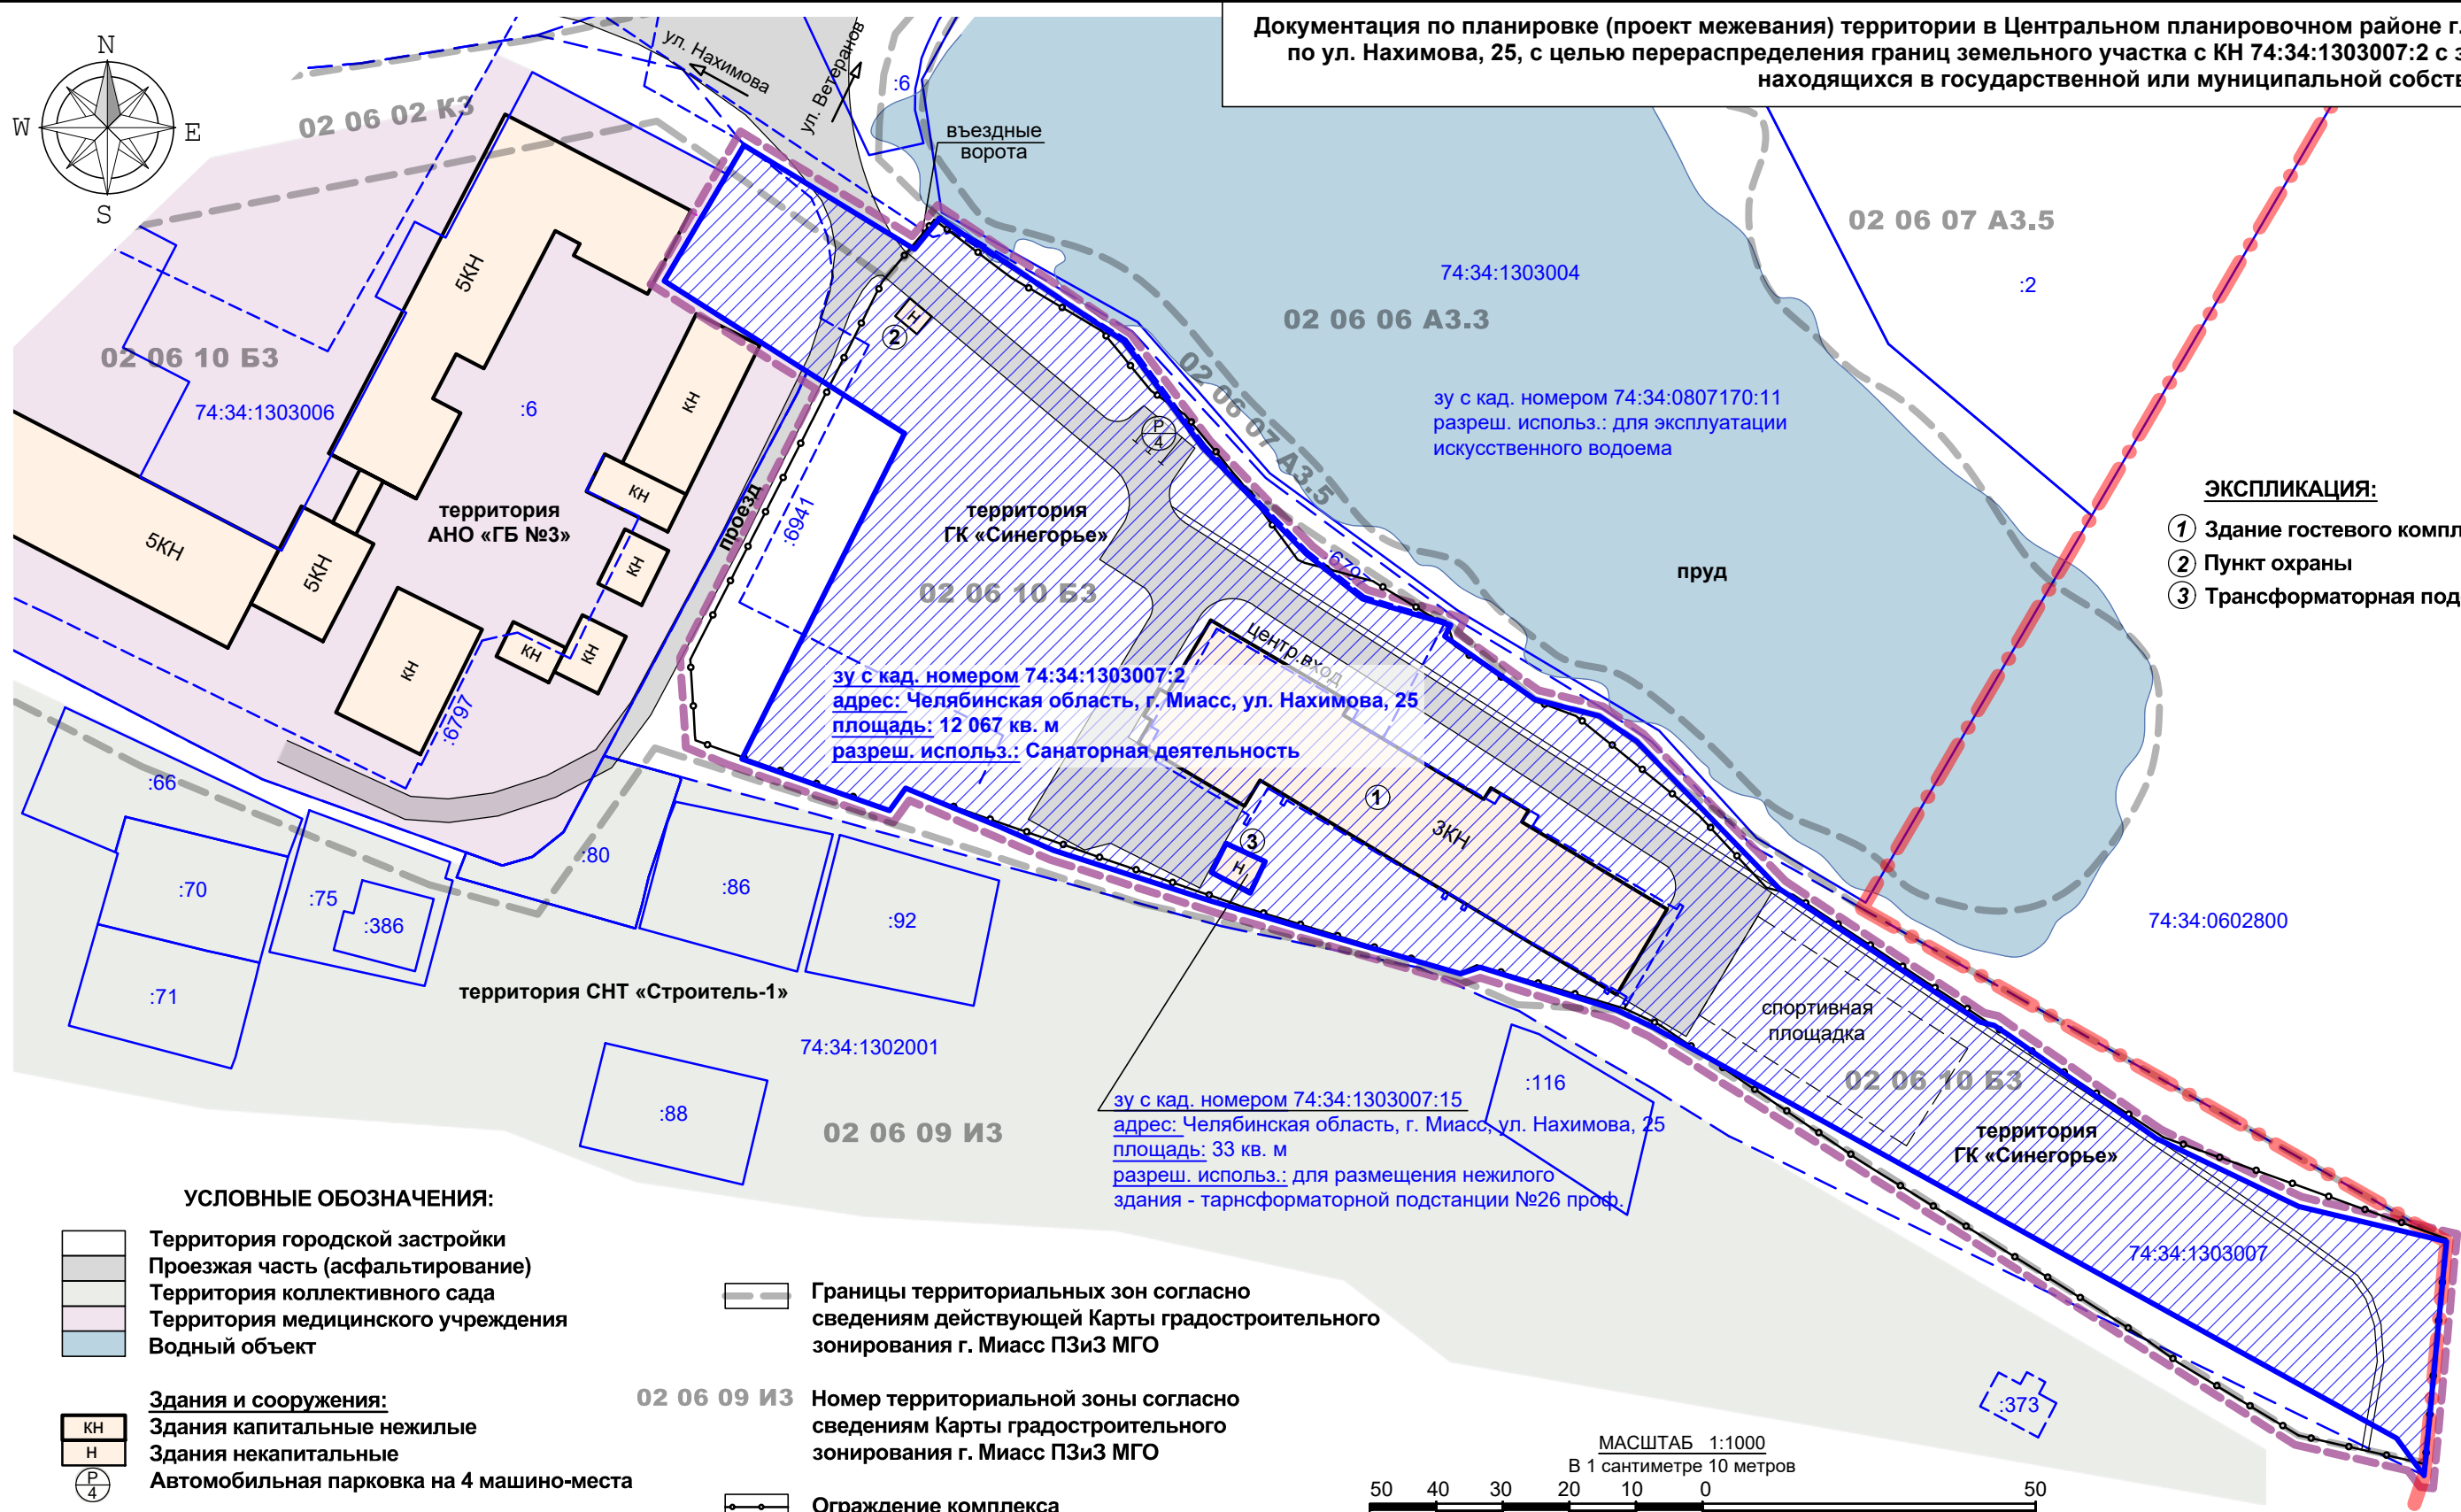 Документация по планировке (проект межевания) территории в Центральном планировочном районе г.
по ул. Нахимова, 25, с целью перераспределения границ земельного участка с КН 74:34:1303007:2 с з
находящихся в государственной или муниципальной собств
N
W
E
S
ул. Нахимова
ул. Ветеранов
:6
въездные
ворота
02 06 02 К3
02 06 07 А3.5
:2
74:34:1303004
02 06 06 А3.3
5КН
Н
2
02 06 10 Б3
74:34:1303006
:6
кн
02 06 07 А3.5
зу с кад. номером 74:34:0807170:11
разреш. использ.: для эксплуатации
искусственного водоема
Р
4
кн
территория
АНО «ГБ №3»
проезд
:6941
территория
ГК «Синегорье»
:6797
5КН
5КН
кн
пруд
ЭКСПЛИКАЦИЯ:
1 Здание гостевого компл
2 Пункт охраны
3 Трансформаторная под
02 06 10 Б3
центр.вход
кн
кн
кн
:6797
зу с кад. номером 74:34:1303007:2
адрес: Челябинская область, г. Миасс, ул. Нахимова, 25
площадь: 12 067 кв. м
разреш. использ.: Санаторная деятельность
:66
1
3КН
3
Н
:80
:70
:75
:386
:86
:92
74:34:0602800
:71
территория СНТ «Строитель-1»
спортивная
площадка
74:34:1302001
:88
02 06 09 И3
:116
02 06 10 Б3
зу с кад. номером 74:34:1303007:15
адрес: Челябинская область, г. Миасс, ул. Нахимова, 25
площадь: 33 кв. м
разреш. использ.: для размещения нежилого
здания - тарнсформаторной подстанции №26 проф.
территория
ГК «Синегорье»
74:34:1303007
:373
УСЛОВНЫЕ ОБОЗНАЧЕНИЯ:
Территория городской застройки
Проезжая часть (асфальтирование)
Территория коллективного сада
Территория медицинского учреждения
Водный объект
Здания и сооружения:
кн Здания капитальные нежилые
Н Здания некапитальные
Р
4
Автомобильная парковка на 4 машино-места
Границы территориальных зон согласно
сведениям действующей Карты градостроительного
зонирования г. Миасс ПЗиЗ МГО
02 06 09 И3 Номер территориальной зоны согласно
сведениям Карты градостроительного
зонирования г. Миасс ПЗиЗ МГО
Ограждение комплекса
МАСШТАБ 1:1000
В 1 сантиметре 10 метров
50 40 30 20 10 0 50